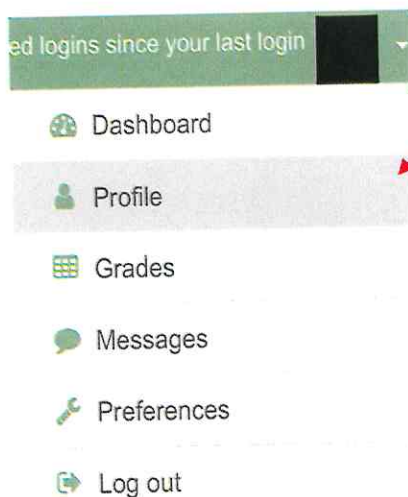 ed logins since your last login
Dashboard
Profile
Grades
Messages
Preferences
Log out